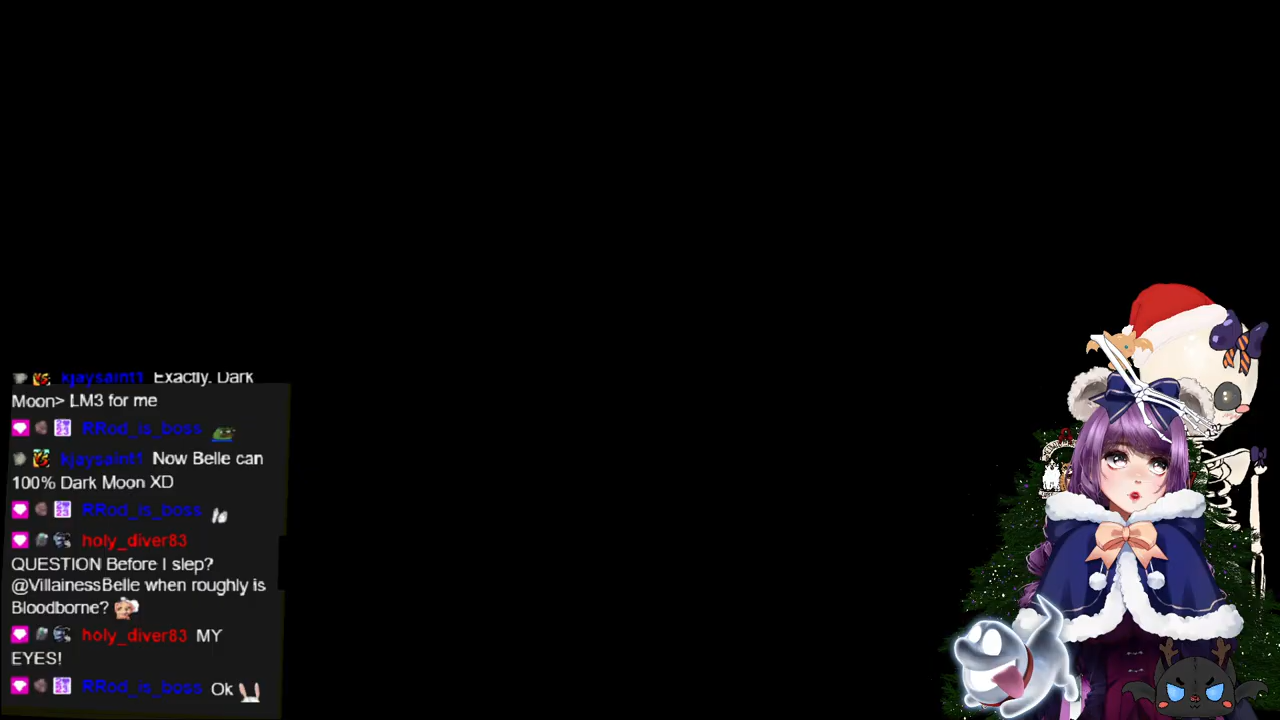 kjaysaint1 Exactly. Dark
Moon> LM3 for me
RRod_is_boss
kjaysaint1 Now Belle can
100% Dark Moon XD
RRod_is_boss
holy_diver83
QUESTION Before I slep?
@VillainessBelle when roughly is
Bloodborne?
holy_diver83 MY
EYES!
RRod_is_boss Ok